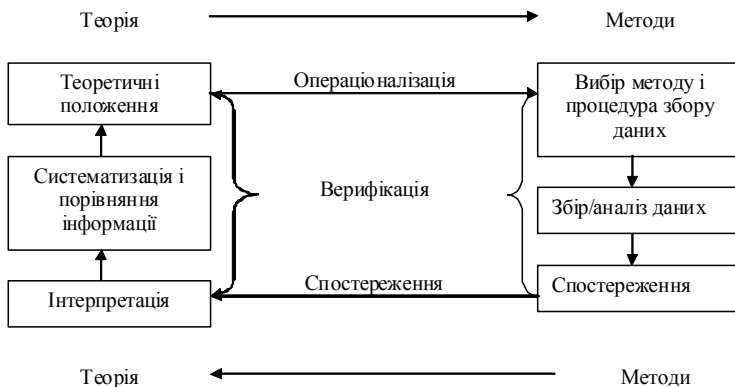 Теорія
Методи
Теоретичні
положення
Операціоналізація
Вибір методу і
процедура збору
даних
Систематизація і
порівняння
інформації
Верифікація
Збір/аналіз даних
Інтерпретація
Спостереження
Спостереження
Теорія
Методи